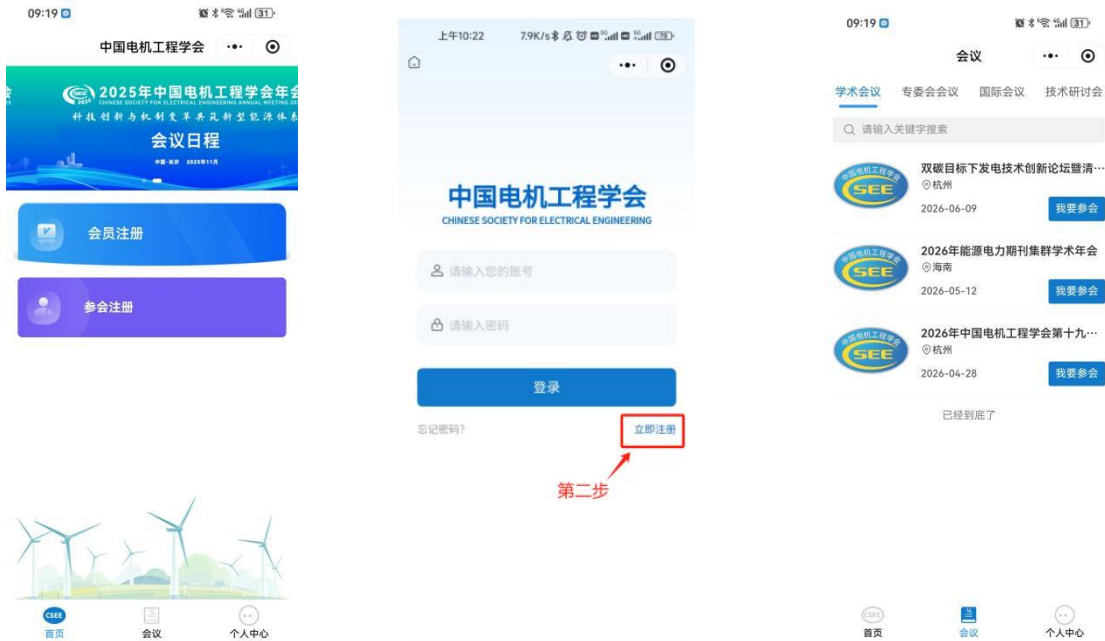 09:19
31
中国电机工程学会
2025年中国电机工程学会年会
CHINESE SOCIETY FOR ELECTRICAL ENGINEERING ANNUAL MEETING
科技创新与机制变革共筑新型能源体系
会议日程
中国·长沙 2025年11月
会员注册
参会注册
CSEE
首页
会议
个人中心
上午10:22
7.9K/s
中国电机工程学会
CHINESE SOCIETY FOR ELECTRICAL ENGINEERING
请输入您的账号
请输入密码
登录
忘记密码?
立即注册
第二步
09:19
31
会议
学术会议
专委会会议
国际会议
技术研讨会
请输入关键字搜索
双碳目标下发电技术创新论坛暨清…
杭州
2026-06-09
我要参会
2026年能源电力期刊集群学术年会
海南
2026-05-12
我要参会
2026年中国电机工程学会第十九…
杭州
2026-04-28
我要参会
已经到底了
CSEE
首页
会议
个人中心